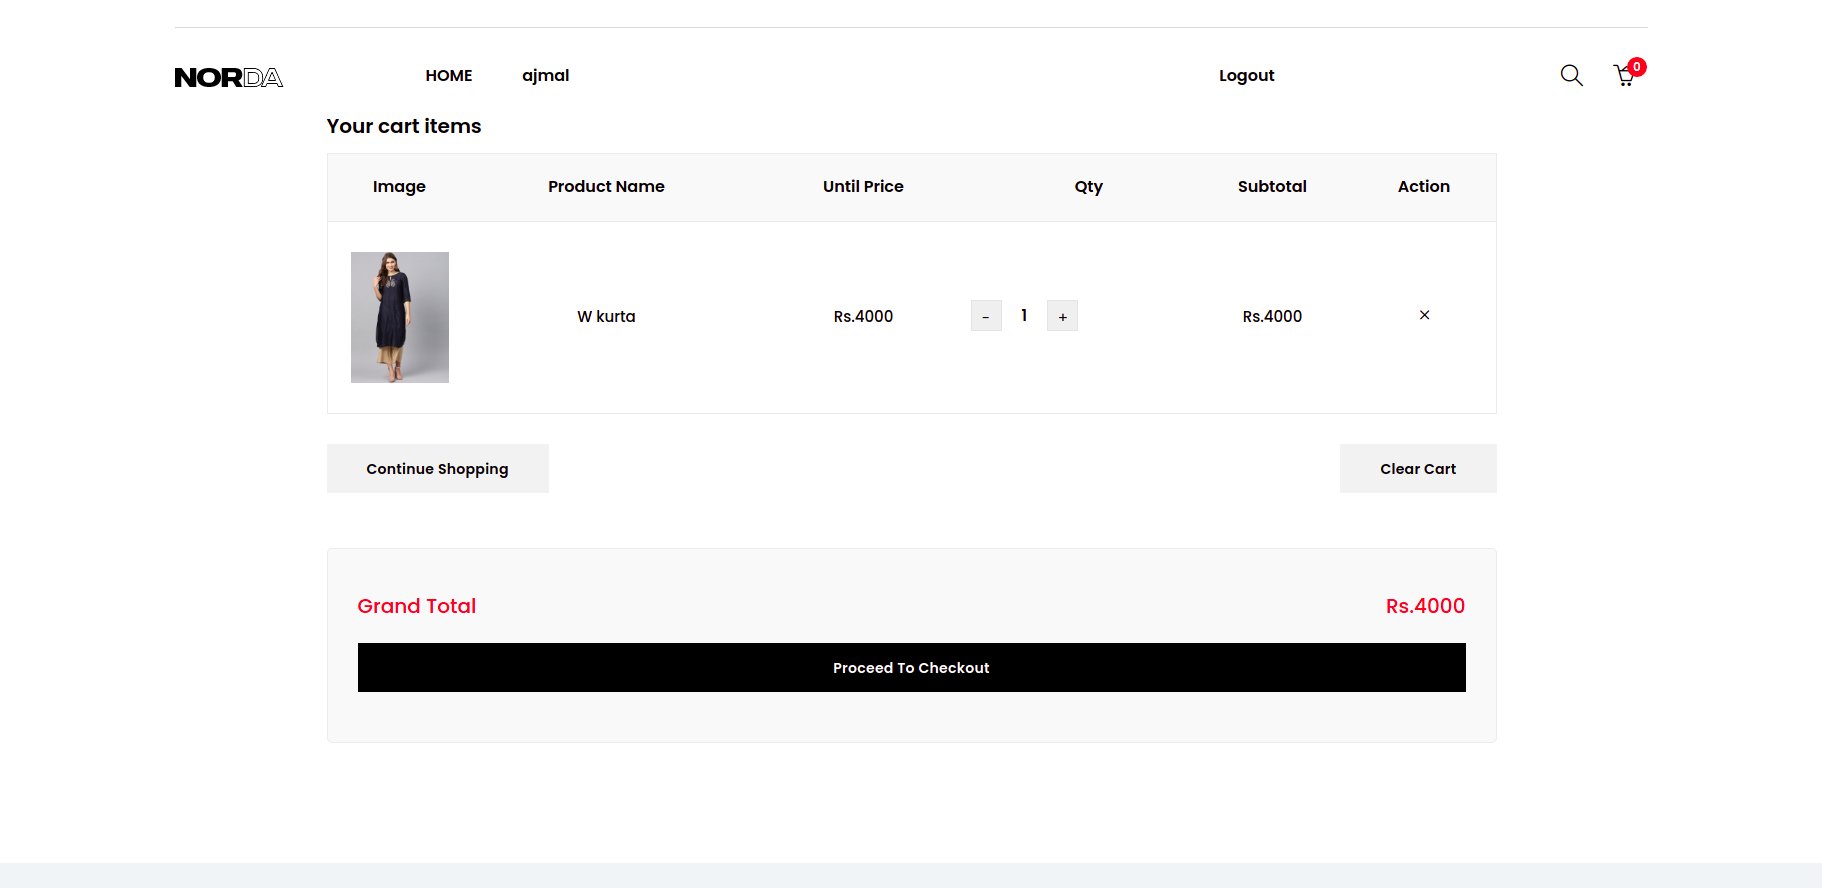 NORDA HOME ajmal Logout 0
Your cart items
Image Product Name Until Price Qty Subtotal Action
W kurta Rs.4000 - 1 + Rs.4000 ×
Continue Shopping Clear Cart
Grand Total Rs.4000
Proceed To Checkout